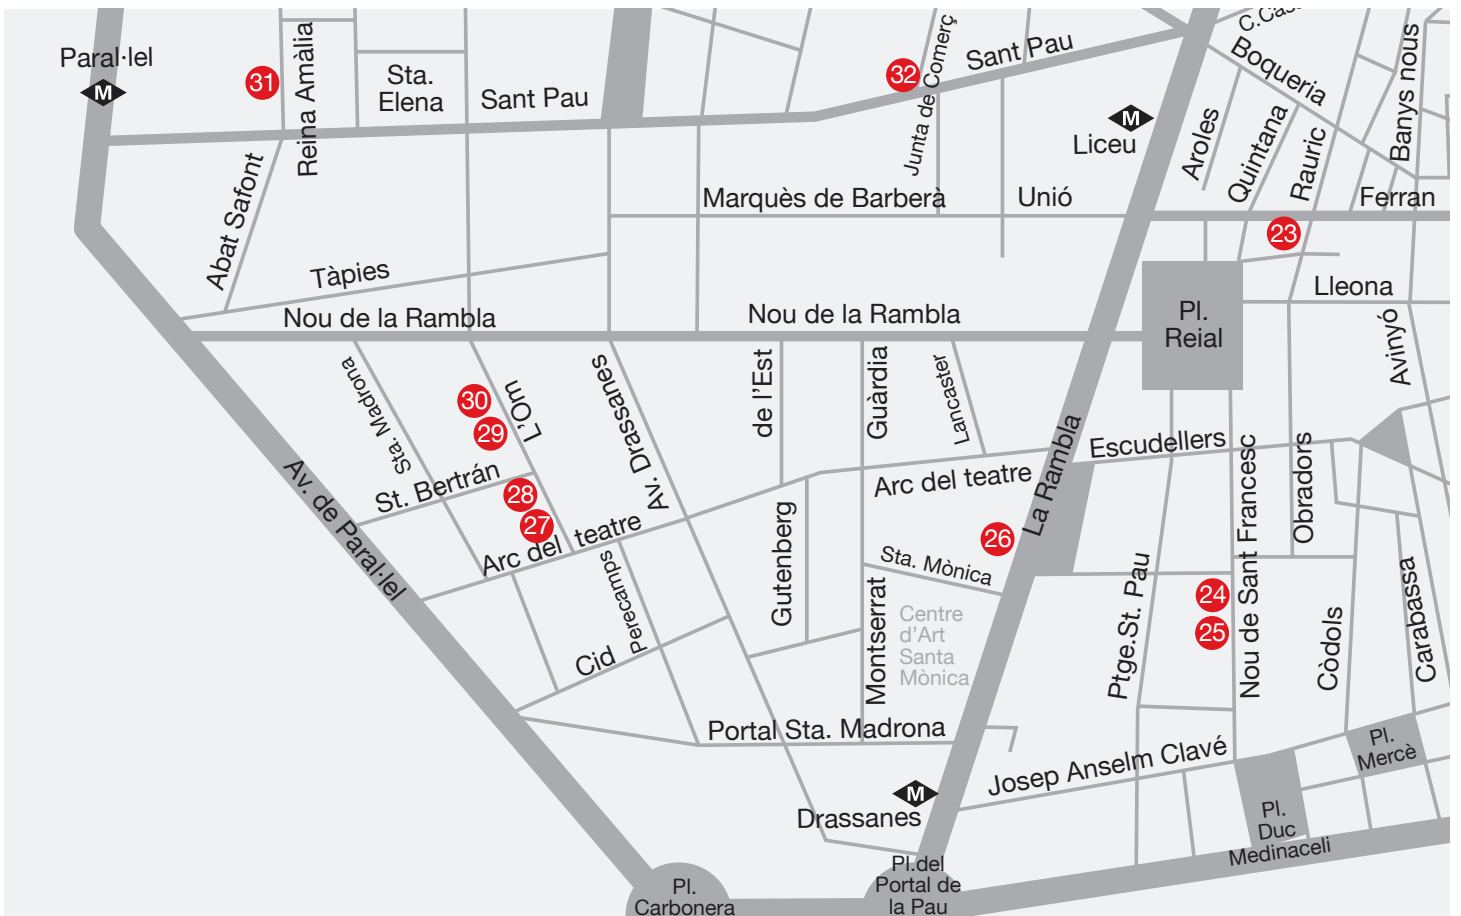 Paral·lel
M
31
Reina Amàlia
Sta.
Elena
Sant Pau
32
Junta de Comerç
Sant Pau
C.Cas
Boqueria
Banys nous
M
Liceu
Aroles
Quintana
Rauric
Abat Safont
Marquès de Barberà
Unió
Ferran
23
Tàpies
Lleona
Nou de la Rambla
Nou de la Rambla
Pl.
Reial
Avinyó
Sta. Madrona
30
29
L'Om
Av. Drassanes
de l'Est
Guàrdia
Lancaster
La Rambla
Escudellers
Nou de Sant Francesc
Obradors
Av. de Paral·lel
St. Bertrán
28
27
Arc del teatre
Arc del teatre
26
Gutenberg
Sta. Mònica
Perecamps
Cid
Montserrat
Centre
d'Art
Santa
Mònica
Ptge.St. Pau
24
25
Còdols
Carabassa
Portal Sta. Madrona
Josep Anselm Clavé
Pl.
Mercè
M
Drassanes
Pl.
Duc
Medinaceli
Pl.
Carbonera
Pl.del
Portal de
la Pau